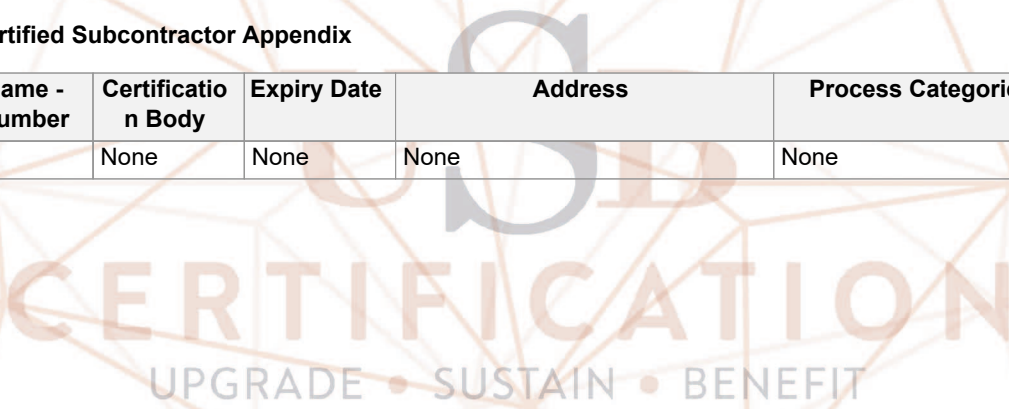 rtified Subcontractor Appendix
ame - Certificatio Expiry Date Address Process Categorie
umber n Body
None None None None
USB
CERTIFICATION
UPGRADE • SUSTAIN • BENEFIT